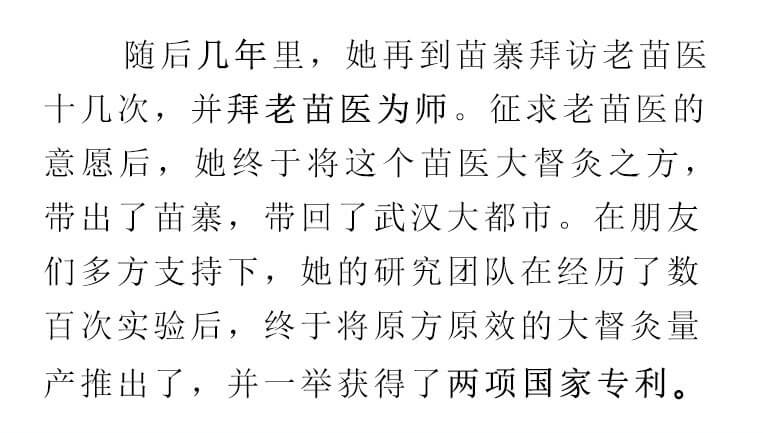 随后几年里，她再到苗寨拜访老苗医
十几次，并拜老苗医为师。征求老苗医的
意愿后，她终于将这个苗医大督灸之方，
带出了苗寨，带回了武汉大都市。在朋友
们多方支持下，她的研究团队在经历了数
百次实验后，终于将原方原效的大督灸量
产推出了，并一举获得了两项国家专利。